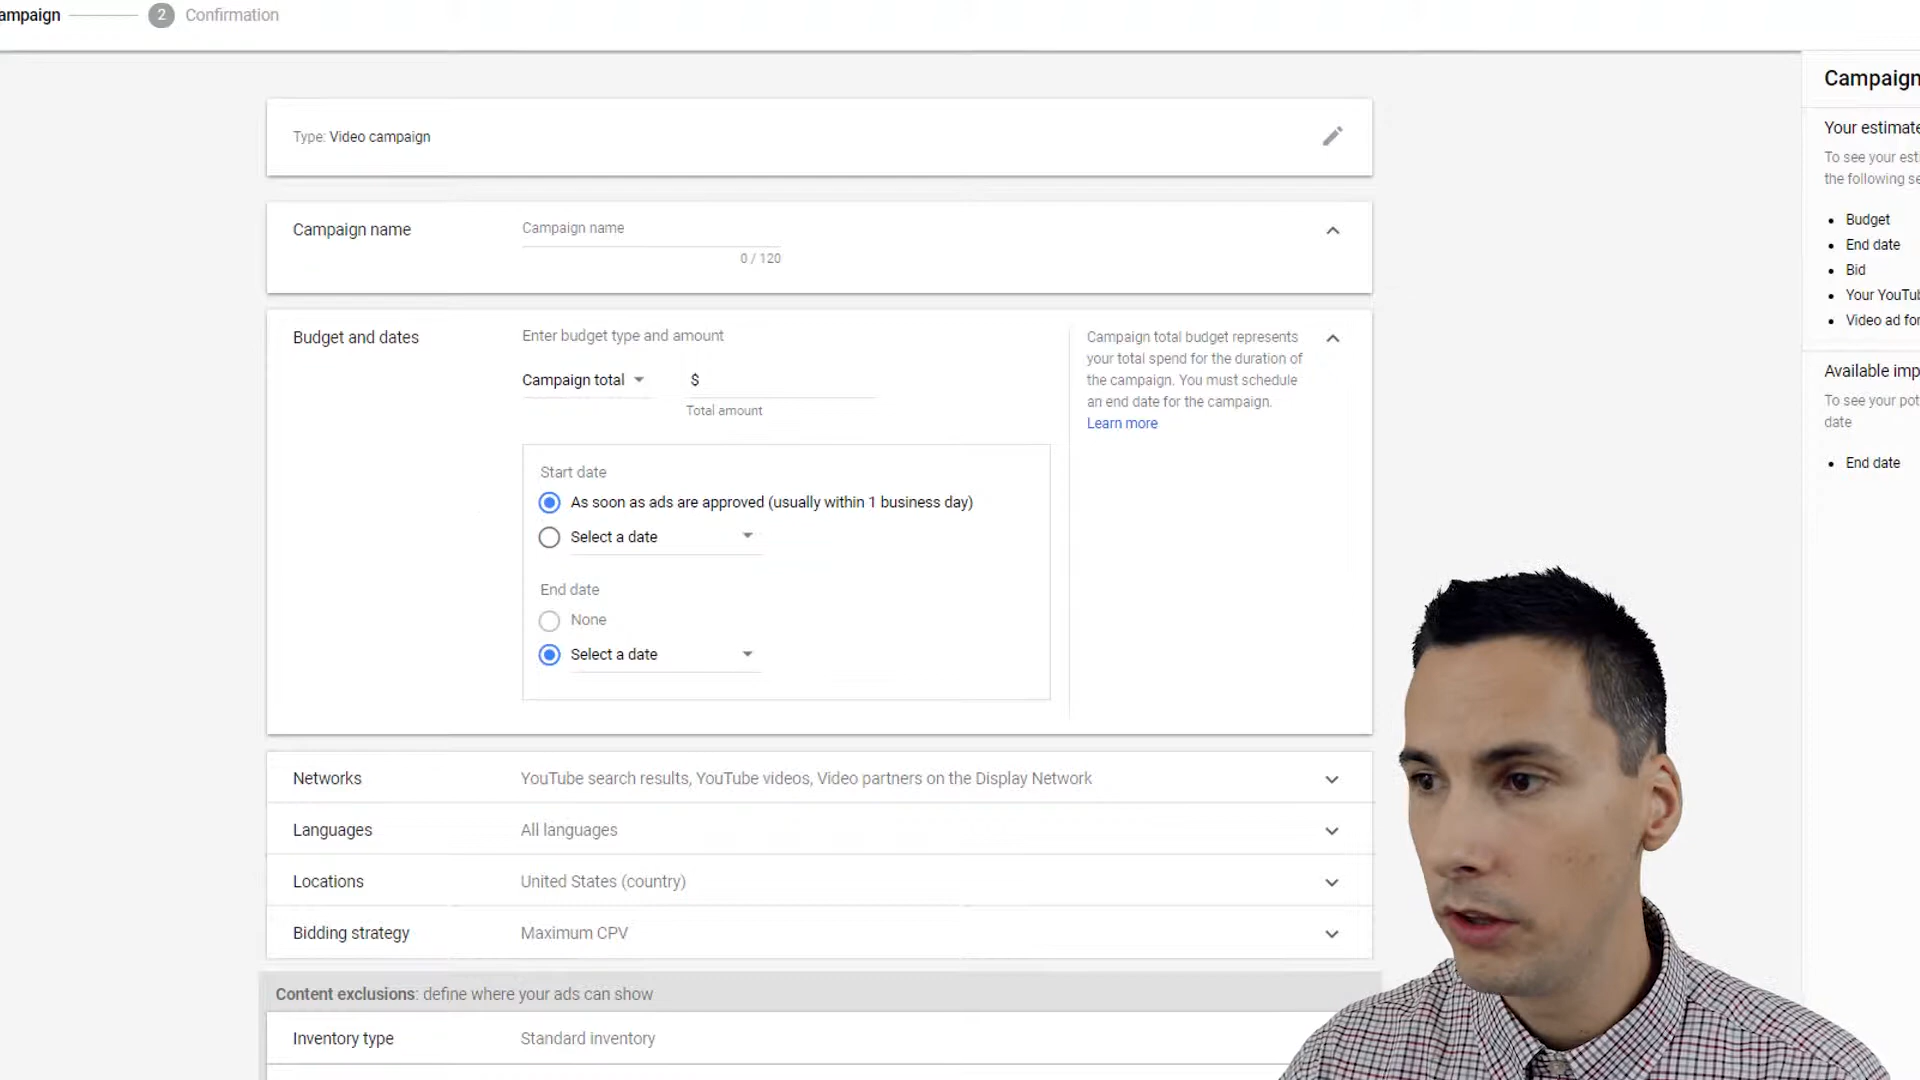 ampaign
2
Confirmation
Type: Video campaign
Campaign name
Campaign name
0 / 120
Budget and dates
Enter budget type and amount
Campaign total
$
Total amount
Campaign total budget represents
your total spend for the duration of
the campaign. You must schedule
an end date for the campaign.
Learn more
Start date
As soon as ads are approved (usually within 1 business day)
Select a date
End date
None
Select a date
Networks
YouTube search results, YouTube videos, Video partners on the Display Network
Languages
All languages
Locations
United States (country)
Bidding strategy
Maximum CPV
Content exclusions: define where your ads can show
Inventory type
Standard inventory
Campaign
Your estimate
To see your esti
the following se
Budget
End date
Bid
Your YouTub
Video ad for
Available imp
To see your pot
date
End date